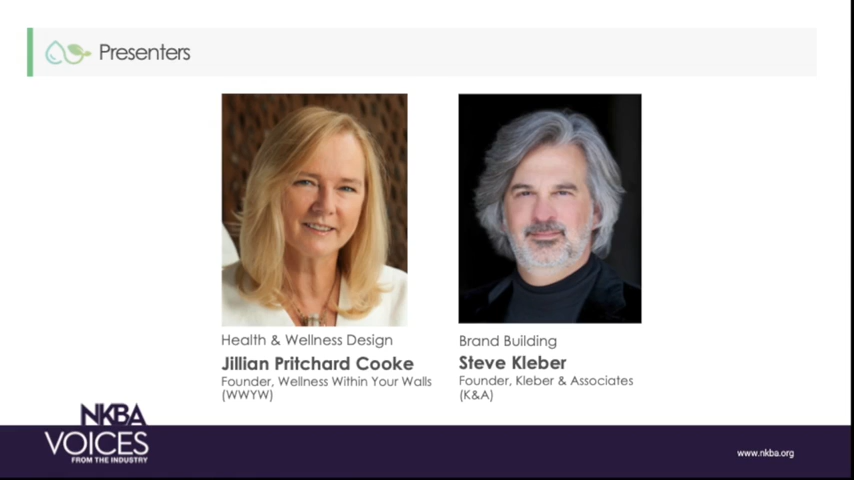 Presenters
Health & Wellness Design
Jillian Pritchard Cooke
Founder, Wellness Within Your Walls
(WWYW)
Brand Building
Steve Kleber
Founder, Kleber & Associates
(K&A)
NKBA
VOICES
FROM THE INDUSTRY
www.nkba.org